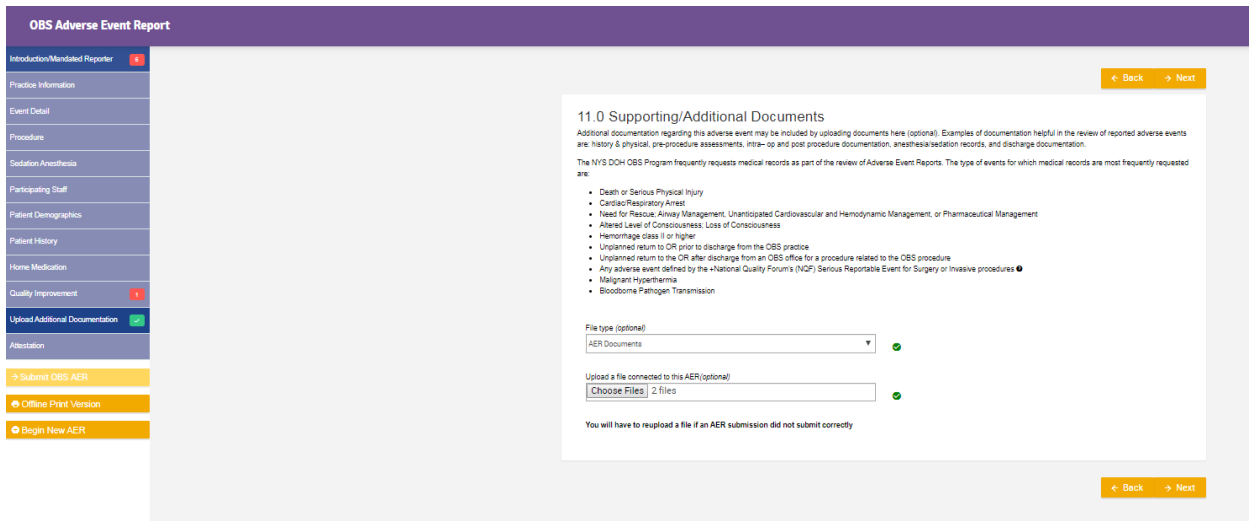 OBS Adverse Event Report
Introduction/Mandated Reporter 6
Practice Information
Event Detail
Procedure
Sedation Anesthesia
Participating Staff
Patient Demographics
Patient History
Home Medication
Quality Improvement 1
Upload Additional Documentation
Attestation
Submit OBS AER
Offline Print Version
Begin New AER
Back Next
11.0 Supporting/Additional Documents
Additional documentation regarding this adverse event may be included by uploading documents here (optional). Examples of documentation helpful in the review of reported adverse events
are: history & physical, pre-procedure assessments, intra– op and post procedure documentation, anesthesia/sedation records, and discharge documentation.
The NYS DOH OBS Program frequently requests medical records as part of the review of Adverse Event Reports. The type of events for which medical records are most frequently requested
are:
Death or Serious Physical Injury
Cardiac/Respiratory Arrest
Need for Rescue; Airway Management, Unanticipated Cardiovascular and Hemodynamic Management, or Pharmaceutical Management
Altered Level of Consciousness; Loss of Consciousness
Hemorrhage class II or higher
Unplanned return to OR prior to discharge from the OBS practice
Unplanned return to the OR after discharge from an OBS office for a procedure related to the OBS procedure
Any adverse event defined by the +National Quality Forum's (NQF) Serious Reportable Event for Surgery or Invasive procedures
Malignant Hyperthermia
Bloodborne Pathogen Transmission
File type (optional)
AER Documents
Upload a file connected to this AER(optional)
Choose Files 2 files
You will have to reupload a file if an AER submission did not submit correctly
Back Next